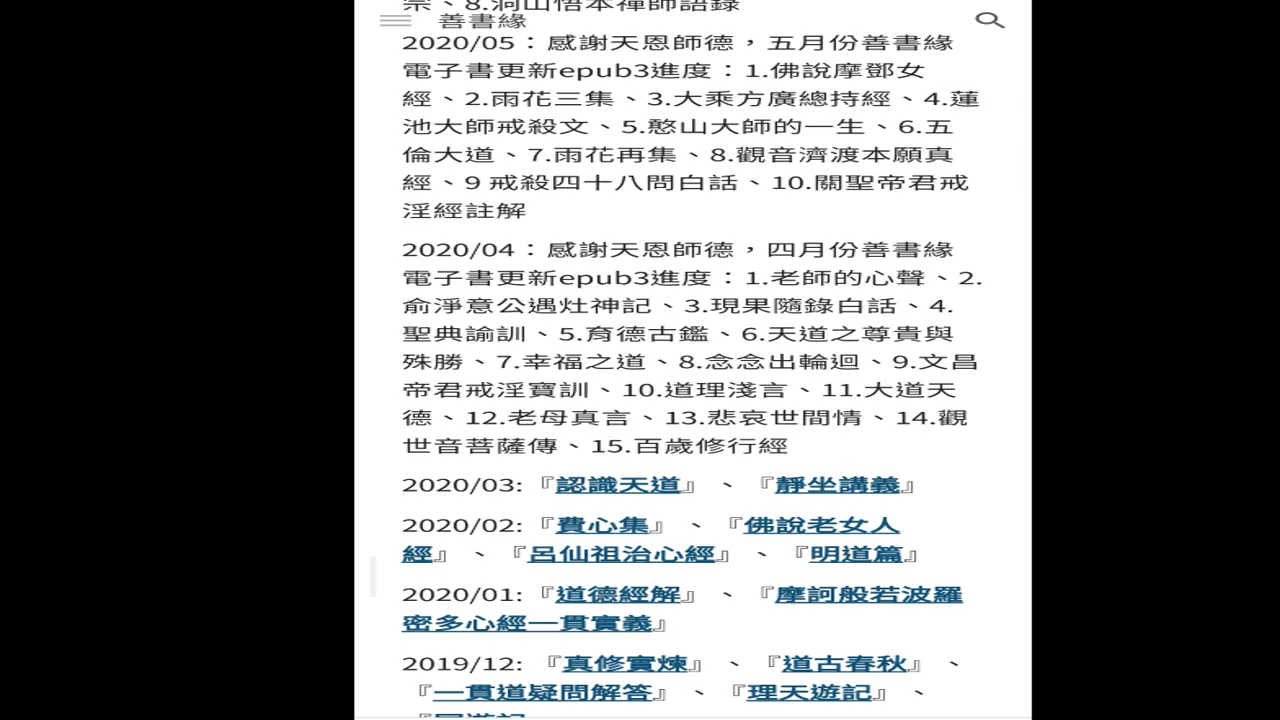 宗、8.洞山悟本禪師語錄
善書緣
2020/05：感謝天恩師德，五月份善書緣
電子書更新epub3進度：1.佛說摩鄧女
經、2.雨花三集、3.大乘方廣總持經、4.蓮
池大師戒殺文、5.憨山大師的一生、6.五
倫大道、7.雨花再集、8.觀音濟渡本願真
經、9 戒殺四十八問白話、10.關聖帝君戒
淫經註解
2020/04：感謝天恩師德，四月份善書緣
電子書更新epub3進度：1.老師的心聲、2.
俞淨意公遇灶神記、3.現果隨錄白話、4.
聖典諭訓、5.育德古鑑、6.天道之尊貴與
殊勝、7.幸福之道、8.念念出輪迴、9.文昌
帝君戒淫寶訓、10.道理淺言、11.大道天
德、12.老母真言、13.悲哀世間情、14.觀
世音菩薩傳、15.百歲修行經
2020/03: 『認識天道』 、 『靜坐講義』
2020/02: 『費心集』 、 『佛說老女人
經』 、 『呂仙祖治心經』 、 『明道篇』
2020/01: 『道德經解』 、 『摩訶般若波羅
密多心經一貫實義』
2019/12: 『真修實煉』 、 『道古春秋』 、
『一貫道疑問解答』 、 『理天遊記』 、